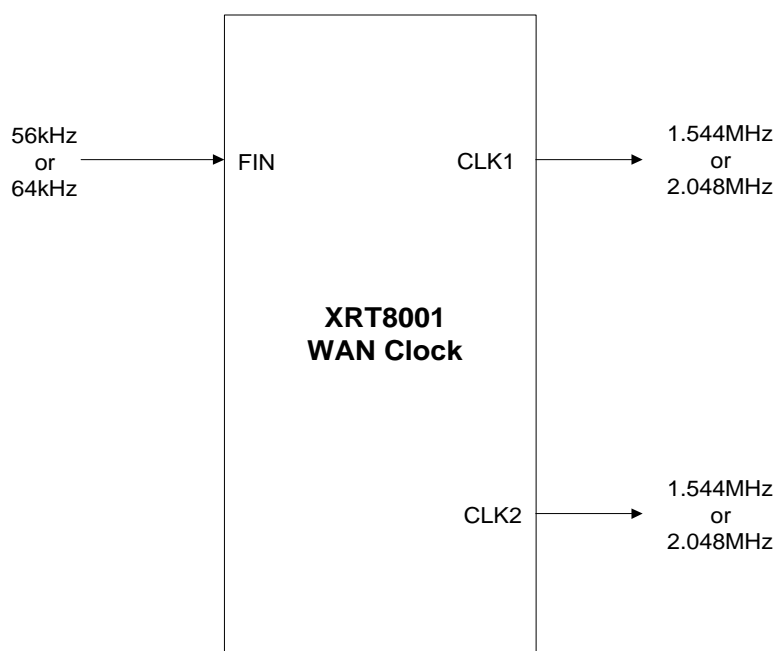 56kHz
or
64kHz
FIN
CLK1
1.544MHz
or
2.048MHz
XRT8001
WAN Clock
CLK2
1.544MHz
or
2.048MHz